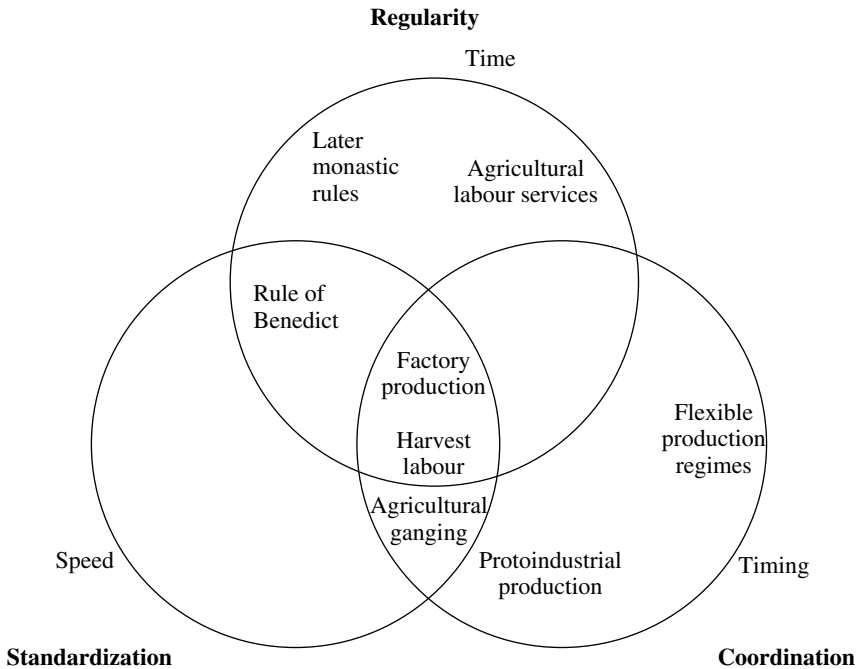 Regularity
Time
Later
monastic
rules
Agricultural
labour services
Rule of
Benedict
Factory
production
Flexible
production
regimes
Harvest
labour
Agricultural
ganging
Speed
Protoindustrial
production
Timing
Standardization
Coordination